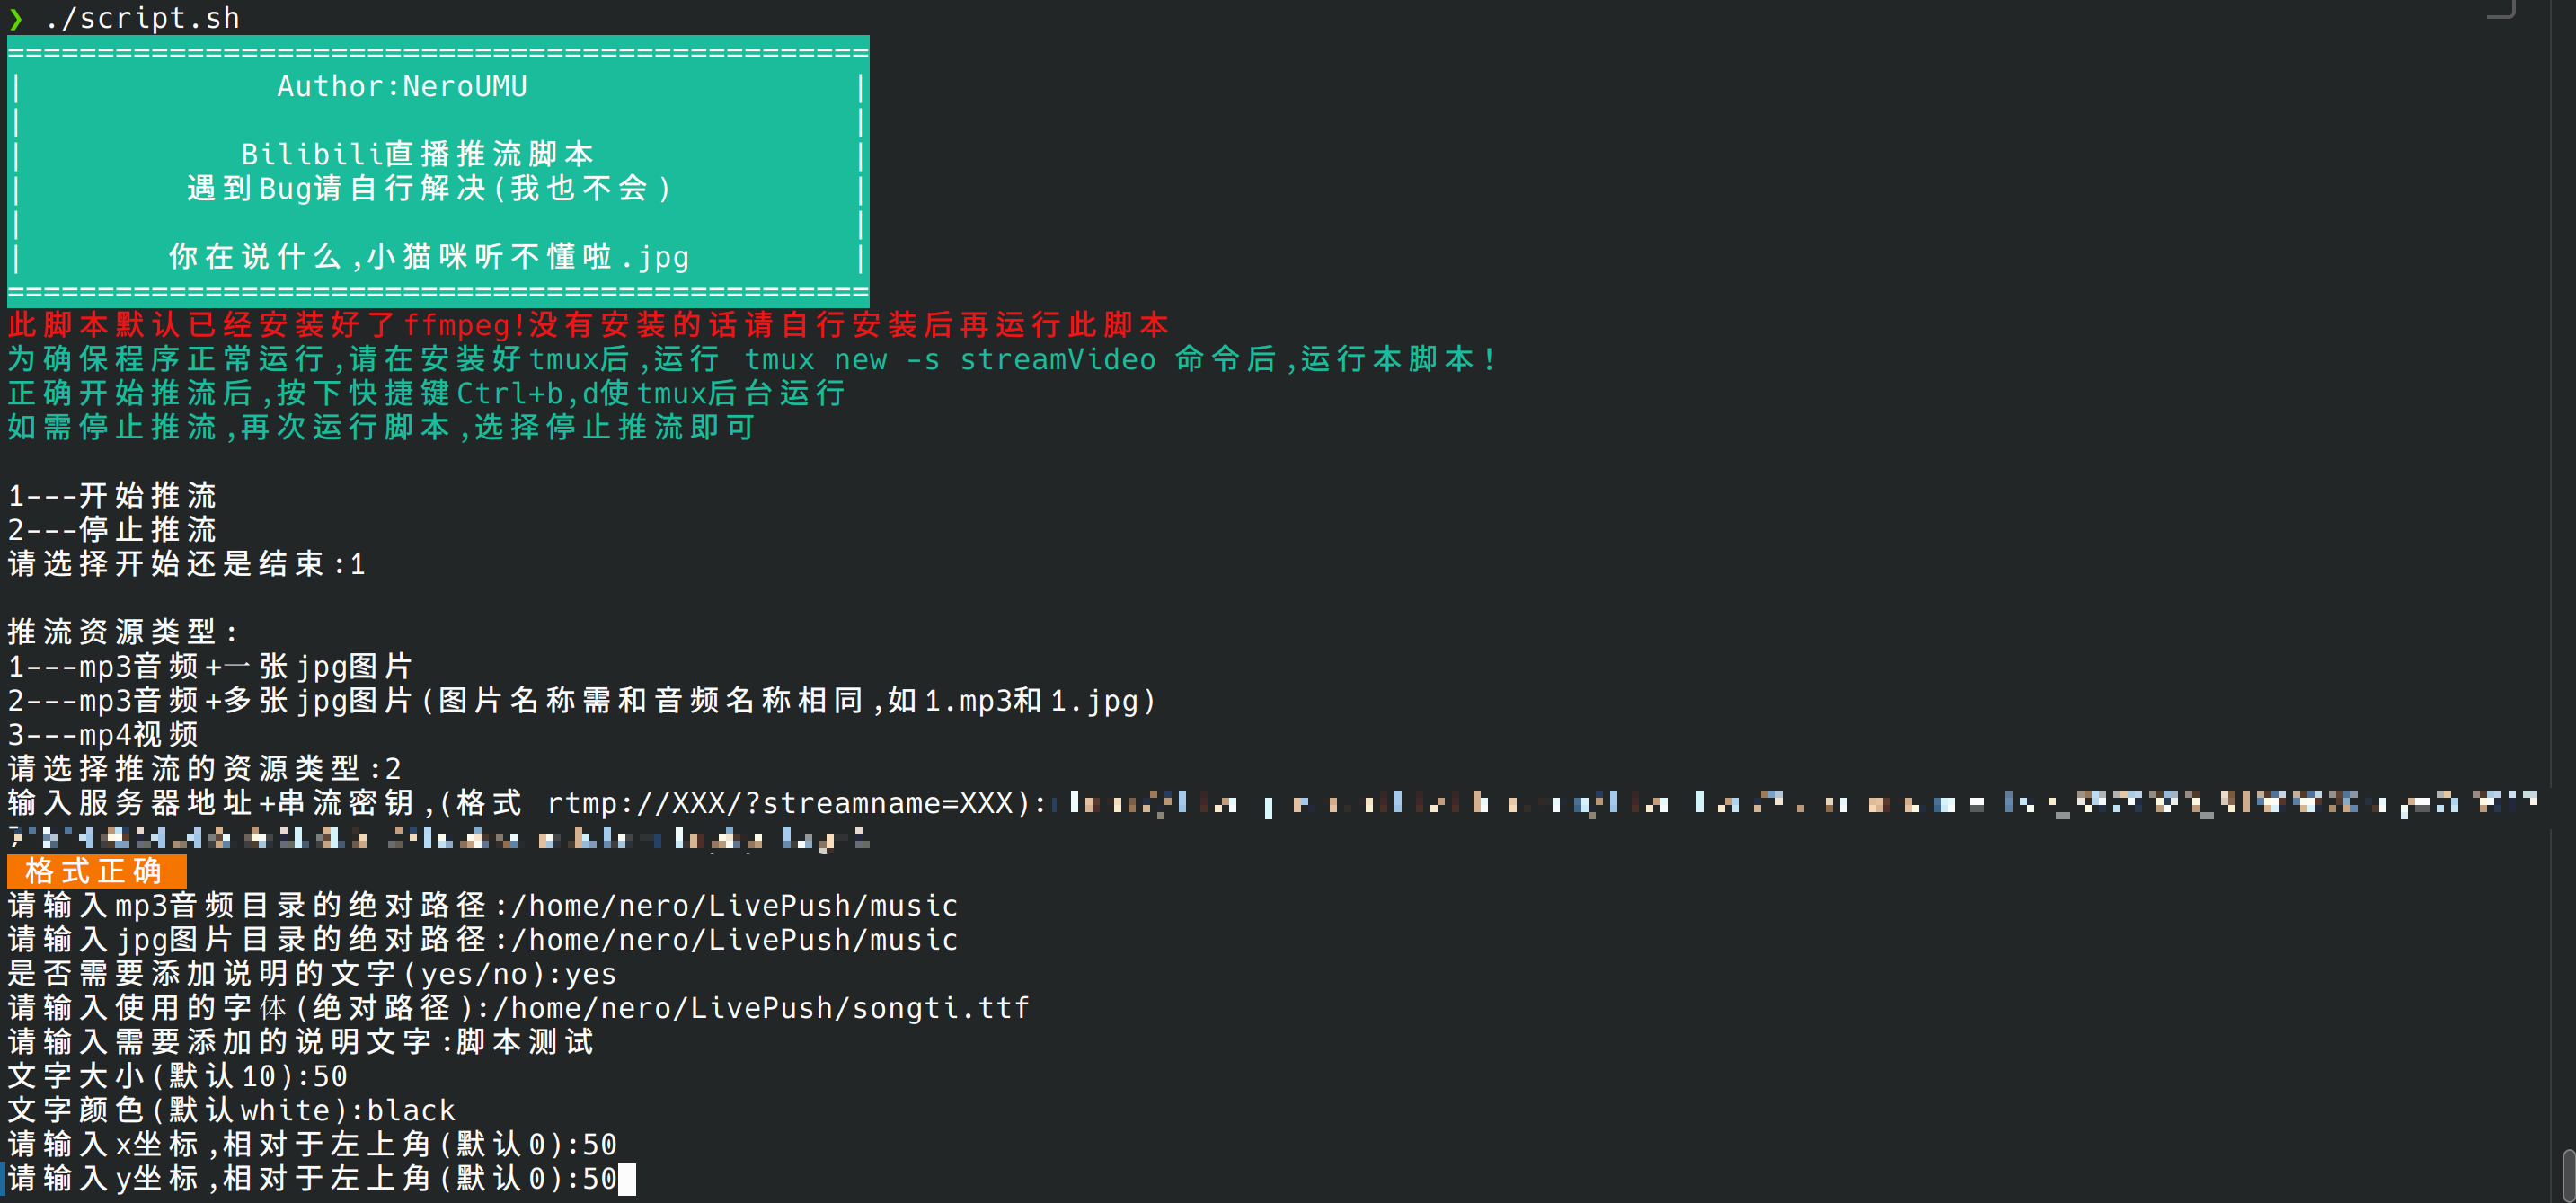 ❯ ./script.sh
================================================
| Author:NeroUMU |
| |
| Bilibili直播推流脚本 |
| 遇到Bug请自行解决(我也不会) |
| |
| 你在说什么,小猫咪听不懂啦.jpg |
================================================
此脚本默认已经安装好了ffmpeg!没有安装的话请自行安装后再运行此脚本
为确保程序正常运行,请在安装好tmux后,运行 tmux new -s streamVideo 命令后,运行本脚本!
正确开始推流后,按下快捷键Ctrl+b,d使tmux后台运行
如需停止推流,再次运行脚本,选择停止推流即可
1---开始推流
2---停止推流
请选择开始还是结束:1
推流资源类型:
1---mp3音频+一张jpg图片
2---mp3音频+多张jpg图片(图片名称需和音频名称相同,如1.mp3和1.jpg)
3---mp4视频
请选择推流的资源类型:2
输入服务器地址+串流密钥,(格式 rtmp://XXX/?streamname=XXX):
格式正确
请输入mp3音频目录的绝对路径:/home/nero/LivePush/music
请输入jpg图片目录的绝对路径:/home/nero/LivePush/music
是否需要添加说明的文字(yes/no):yes
请输入使用的字体(绝对路径):/home/nero/LivePush/songti.ttf
请输入需要添加的说明文字:脚本测试
文字大小(默认10):50
文字颜色(默认white):black
请输入x坐标,相对于左上角(默认0):50
请输入y坐标,相对于左上角(默认0):50